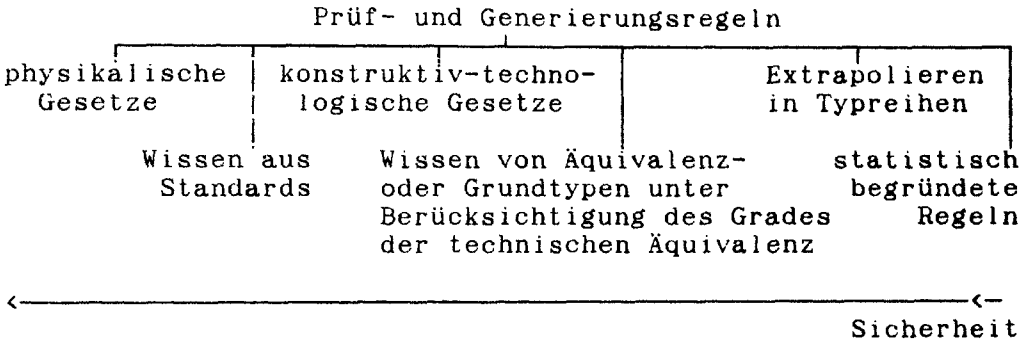 Prüf- und Generierungsregeln
physikalische
Gesetze
konstruktiv-techno-
logische Gesetze
Extrapolieren
in Typreihen
Wissen aus
Standards
Wissen von Äquivalenz-
oder Grundtypen unter
Berücksichtigung des Grades
der technischen Äquivalenz
statistisch
begründete
Regeln
Sicherheit